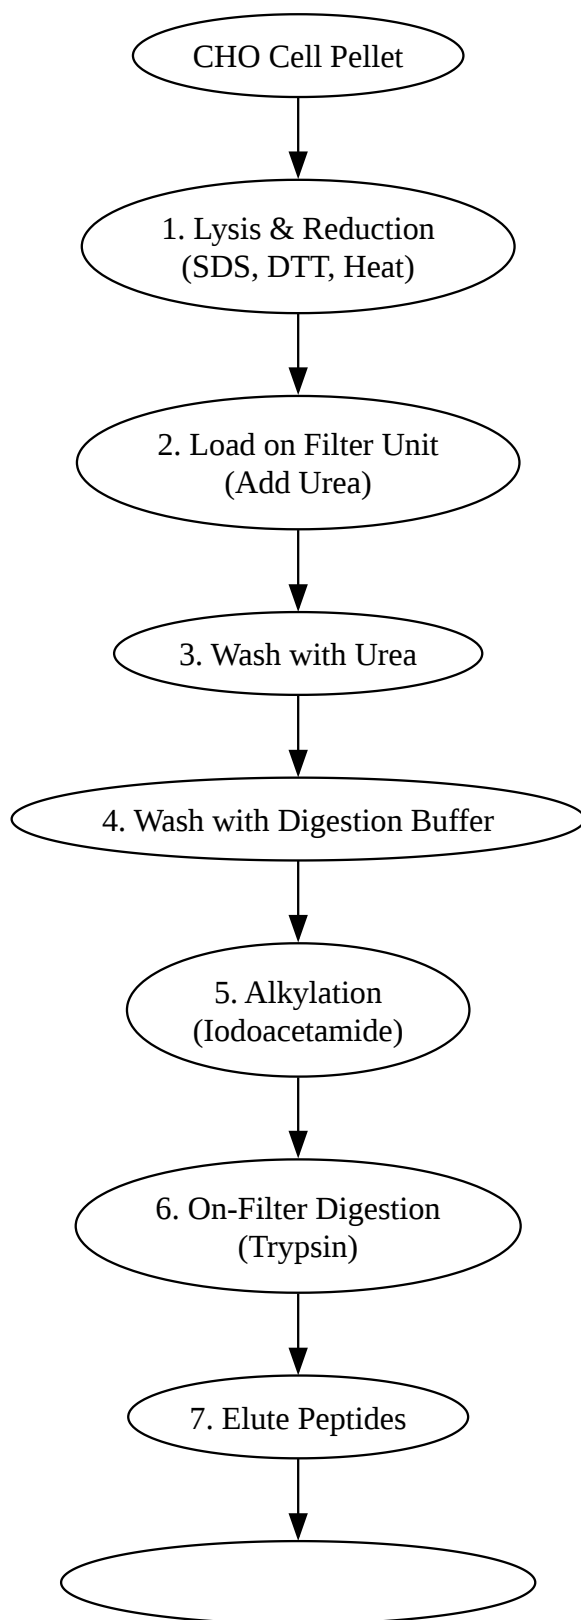 CHO Cell Pellet
1. Lysis & Reduction
(SDS, DTT, Heat)
2. Load on Filter Unit
(Add Urea)
3. Wash with Urea
4. Wash with Digestion Buffer
5. Alkylation
(Iodoacetamide)
6. On-Filter Digestion
(Trypsin)
7. Elute Peptides